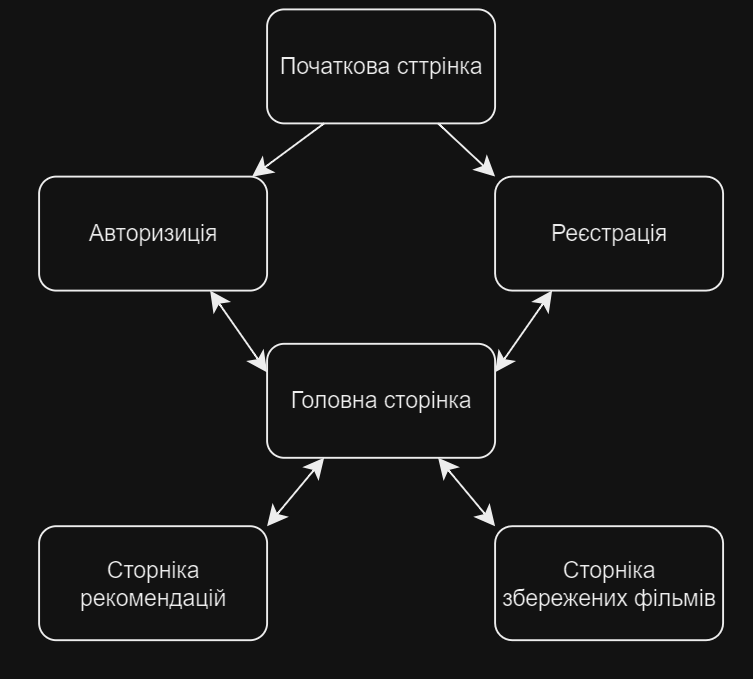 Початкова сттрінка
Авторизиція
Реєстрація
Головна сторінка
Сторніка
рекомендацій
Сторніка
збережених фільмів